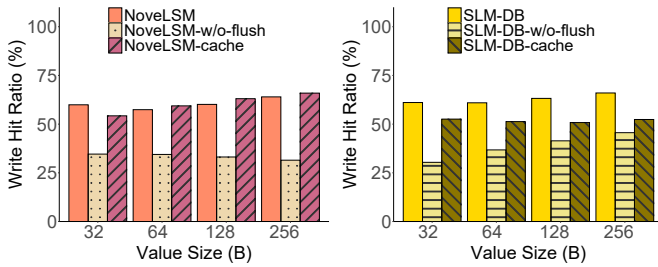 NoveLSM
NoveLSM-w/o-flush
NoveLSM-cache
Write Hit Ratio (%)
100
75
50
25
0
32 64 128 256
Value Size (B)
SLM-DB
SLM-DB-w/o-flush
SLM-DB-cache
Write Hit Ratio (%)
100
75
50
25
0
32 64 128 256
Value Size (B)